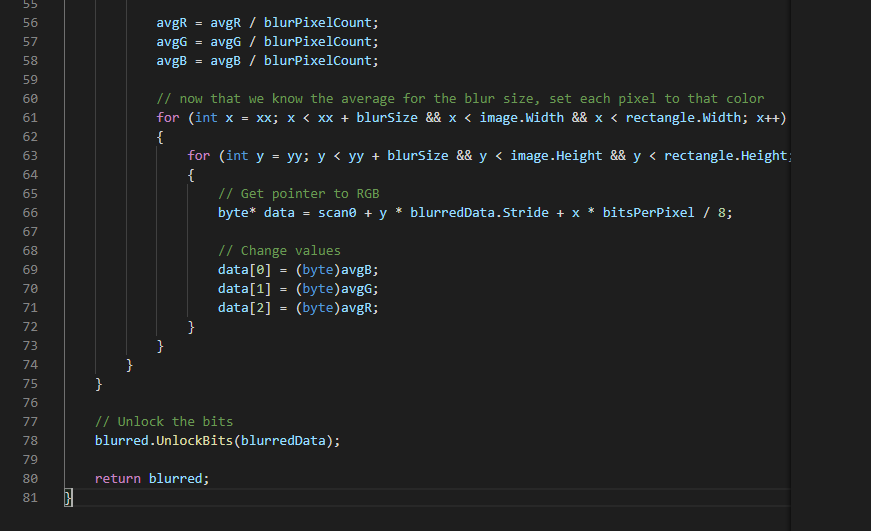 55
56 avgR = avgR / blurPixelCount;
57 avgG = avgG / blurPixelCount;
58 avgB = avgB / blurPixelCount;
59
60 // now that we know the average for the blur size, set each pixel to that color
61 for (int x = xx; x < xx + blurSize && x < image.Width && x < rectangle.Width; x++)
62 {
63 for (int y = yy; y < yy + blurSize && y < image.Height && y < rectangle.Height;
64 {
65 // Get pointer to RGB
66 byte* data = scan0 + y * blurredData.Stride + x * bitsPerPixel / 8;
67
68 // Change values
69 data[0] = (byte)avgB;
70 data[1] = (byte)avgG;
71 data[2] = (byte)avgR;
72 }
73 }
74 }
75 }
76
77 // Unlock the bits
78 blurred.UnlockBits(blurredData);
79
80 return blurred;
81 }